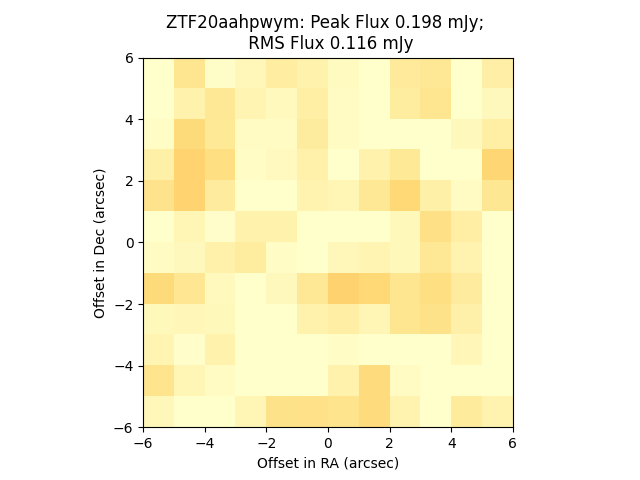 ZTF20aahpwym: Peak Flux 0.198 mJy;
RMS Flux 0.116 mJy
6
4
2
0
−2
−4
−6
Offset in Dec (arcsec)
−6 −4 −2 0 2 4 6
Offset in RA (arcsec)